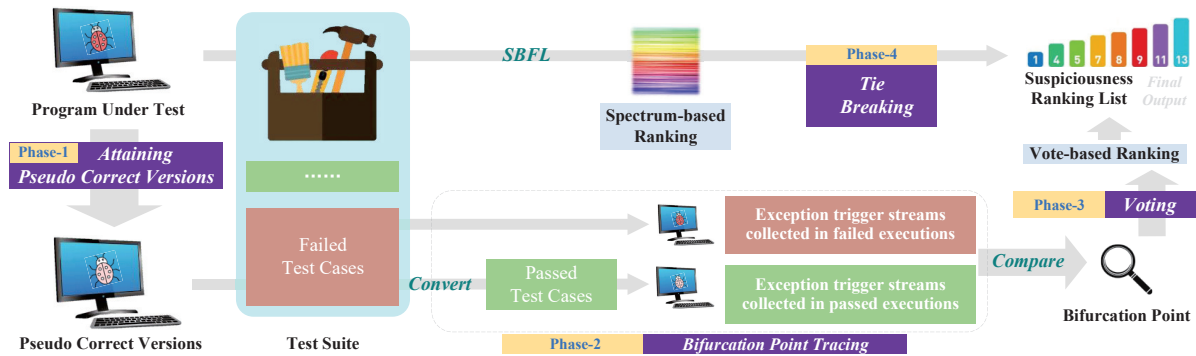 Program Under Test
Phase-1 Attaining
Pseudo Correct Versions
Pseudo Correct Versions
......
Failed
Test Cases
Test Suite
SBFL
Spectrum-based
Ranking
Phase-4
Tie
Breaking
1 4 5 7 8 9 11 13
Suspiciousness
Ranking List
Final
Output
Vote-based Ranking
Phase-3 Voting
Convert
Passed
Test Cases
Exception trigger streams
collected in failed executions
Exception trigger streams
collected in passed executions
Compare
Bifurcation Point
Phase-2 Bifurcation Point Tracing